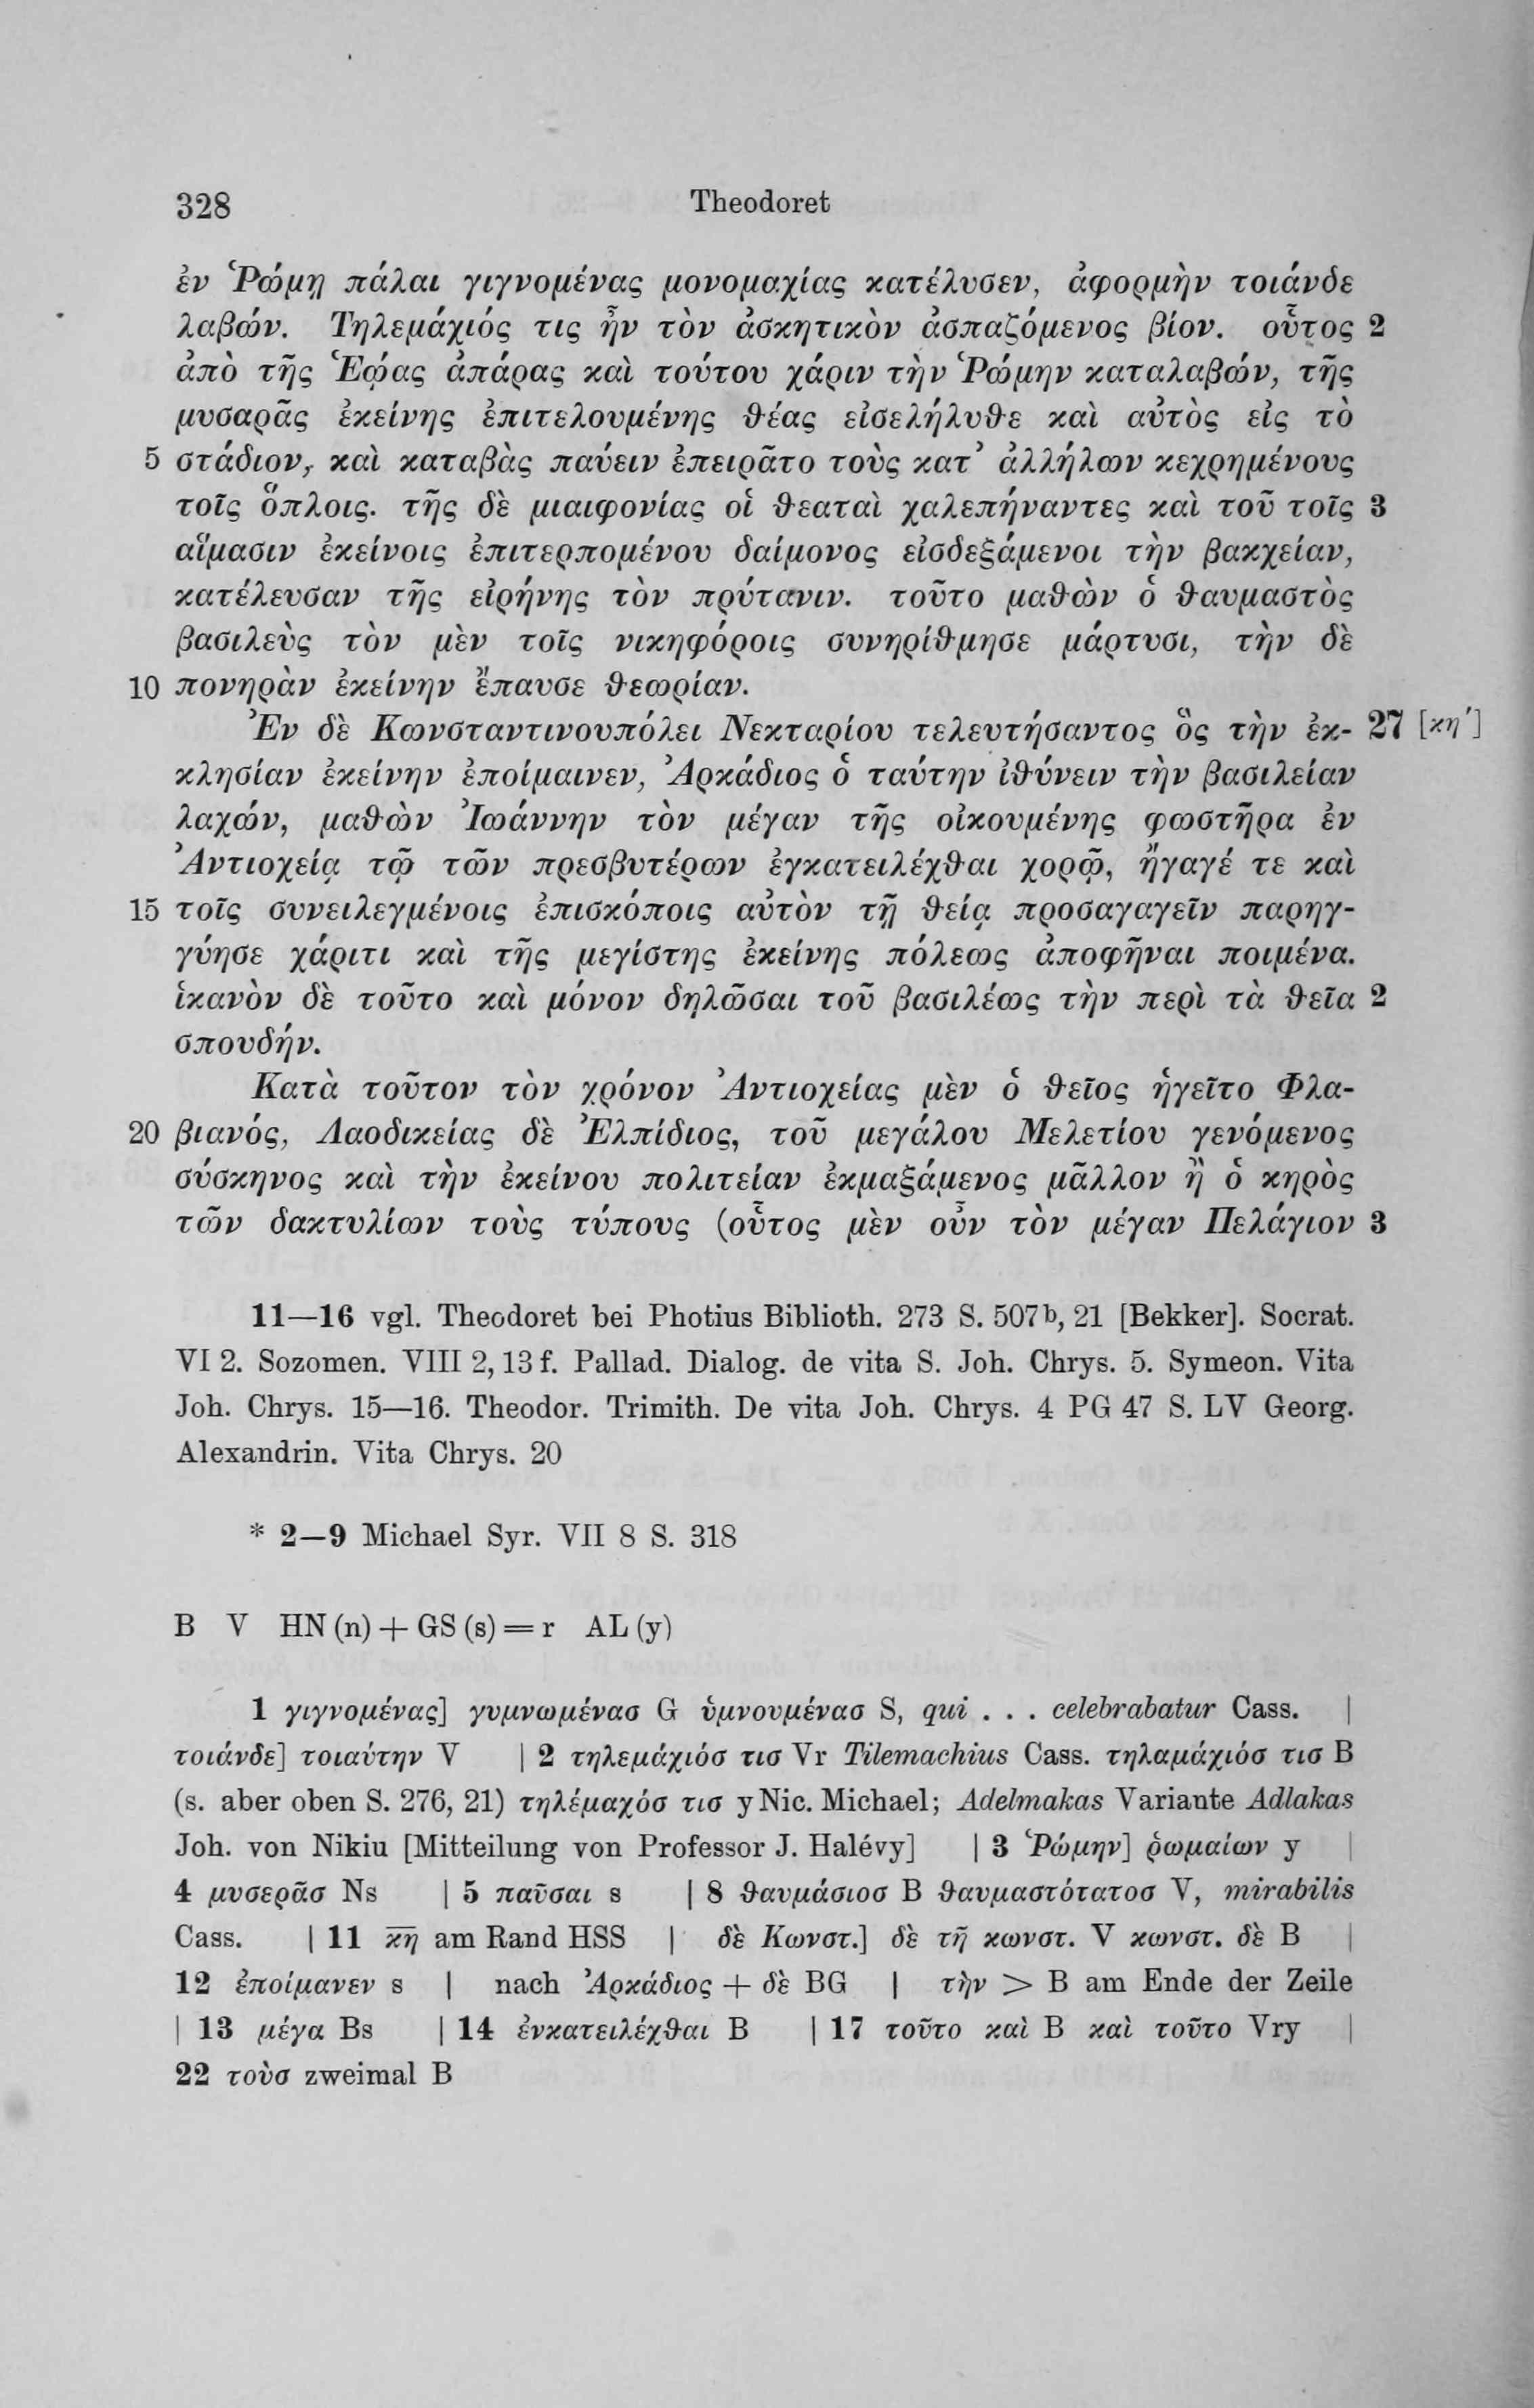 328 Theodoret
ἐν Ῥώμῃ πάλαι γιγνομένας μονομαχίας κατέλυσεν, ἀφορμὴν τοιάνδε
λαβών. Τηλεμάχιός τις ἦν τὸν ἀσκητικὸν ἀσπαζόμενος βίον. οὗτος 2
ἀπὸ τῆς Ἑῴας ἀπάρας καὶ τούτου χάριν τὴν Ῥώμην καταλαβών, τῆς
μυσαρᾶς ἐκείνης ἐπιτελουμένης θέας εἰσελήλυθε καὶ αὐτὸς εἰς τὸ
5 στάδιον, καὶ καταβὰς παύειν ἐπειρᾶτο τοὺς κατ’ ἀλλήλων κεχρημένους
τοῖς ὅπλοις. τῆς δὲ μιαιφονίας οἱ θεαταὶ χαλεπήναντες καὶ τοῦ τοῖς 3
αἵμασιν ἐκείνοις ἐπιτερπομένου δαίμονος εἰσδεξάμενοι τὴν βακχείαν,
κατέλευσαν τῆς εἰρήνης τὸν πρύτανιν. τοῦτο μαθὼν ὁ θαυμαστὸς
βασιλεὺς τὸν μὲν τοῖς νικηφόροις συνηρίθμησε μάρτυσι, τὴν δὲ
10 πονηρὰν ἐκείνην ἔπαυσε θεωρίαν.
Ἐν δὲ Κωνσταντινουπόλει Νεκταρίου τελευτήσαντος ὃς τὴν ἐκ- 27 [κη′]
κλησίαν ἐκείνην ἐποίμαινεν, Ἀρκάδιος ὁ ταύτην ἰθύνειν τὴν βασιλείαν
λαχών, μαθὼν Ἰωάννην τὸν μέγαν τῆς οἰκουμένης φωστῆρα ἐν
Ἀντιοχείᾳ τῷ τῶν πρεσβυτέρων ἐγκατειλέχθαι χορῷ, ἤγαγέ τε καὶ
15 τοῖς συνειλεγμένοις ἐπισκόποις αὐτὸν τῇ θείᾳ προσαγαγεῖν παρηγ-
γύησε χάριτι καὶ τῆς μεγίστης ἐκείνης πόλεως ἀποφῆναι ποιμένα.
ἱκανὸν δὲ τοῦτο καὶ μόνον δηλῶσαι τοῦ βασιλέως τὴν περὶ τὰ θεῖα 2
σπουδήν.
Κατὰ τοῦτον τὸν χρόνον Ἀντιοχείας μὲν ὁ θεῖος ἡγεῖτο Φλα-
20 βιανός, Λαοδικείας δὲ Ἐλπίδιος, τοῦ μεγάλου Μελετίου γενόμενος
σύσκηνος καὶ τὴν ἐκείνου πολιτείαν ἐκμαξάμενος μᾶλλον ἢ ὁ κηρὸς
τῶν δακτυλίων τοὺς τύπους (οὗτος μὲν οὖν τὸν μέγαν Πελάγιον 3
11—16 vgl. Theodoret bei Photius Biblioth. 273 S. 507ᵇ, 21 [Bekker]. Socrat.
VI 2. Sozomen. VIII 2, 13 f. Pallad. Dialog. de vita S. Joh. Chrys. 5. Symeon. Vita
Joh. Chrys. 15—16. Theodor. Trimith. De vita Joh. Chrys. 4 PG 47 S. LV Georg.
Alexandrin. Vita Chrys. 20
* 2—9 Michael Syr. VII 8 S. 318
B V HN (n) + GS (s) = r AL (y)
1 γιγνομένας] γυμνωμένασ G ὑμνουμένασ S, qui . . . celebrabatur Cass. |
τοιάνδε] τοιαύτην V | 2 τηλεμάχιόσ τισ Vr Tilemachius Cass. τηλαμάχιόσ τισ B
(s. aber oben S. 276, 21) τηλέμαχόσ τισ y Nic. Michael; Adelmakas Variante Adlakas
Joh. von Nikiu [Mitteilung von Professor J. Halévy] | 3 Ῥώμην] ῥωμαίων y |
4 μυσερᾶσ Ns | 5 παῦσαι s | 8 θαυμάσιοσ B θαυμαστότατοσ V, mirabilis
Cass. | 11 κη am Rand HSS | δὲ Κωνστ.] δὲ τῆ κωνστ. V κωνστ. δὲ B |
12 ἐποίμανεν s | nach Ἀρκάδιος + δὲ BG | τὴν > B am Ende der Zeile
| 13 μέγα Bs | 14 ἐνκατειλέχθαι B | 17 τοῦτο καὶ B καὶ τοῦτο Vry |
22 τοὺσ zweimal B